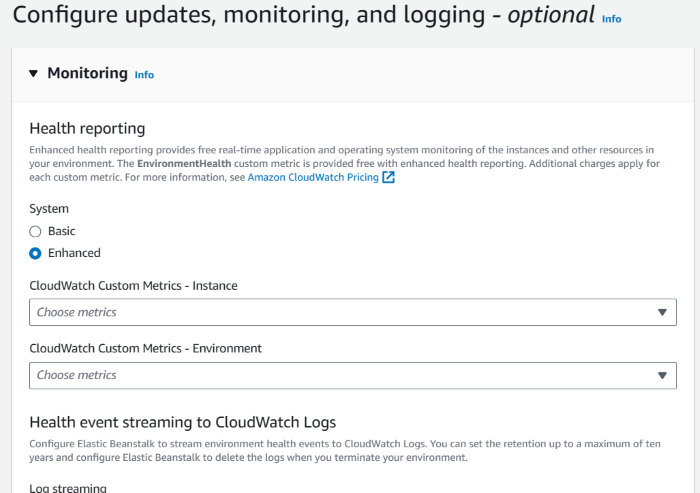 Configure updates, monitoring, and logging - optional Info
Monitoring Info
Health reporting
Enhanced health reporting provides free real-time application and operating system monitoring of the instances and other resources in
your environment. The EnvironmentHealth custom metric is provided free with enhanced health reporting. Additional charges apply for
each custom metric. For more information, see Amazon CloudWatch Pricing
System
Basic
Enhanced
CloudWatch Custom Metrics - Instance
Choose metrics
CloudWatch Custom Metrics - Environment
Choose metrics
Health event streaming to CloudWatch Logs
Configure Elastic Beanstalk to stream environment health events to CloudWatch Logs. You can set the retention up to a maximum of ten
years and configure Elastic Beanstalk to delete the logs when you terminate your environment.
Log streaming